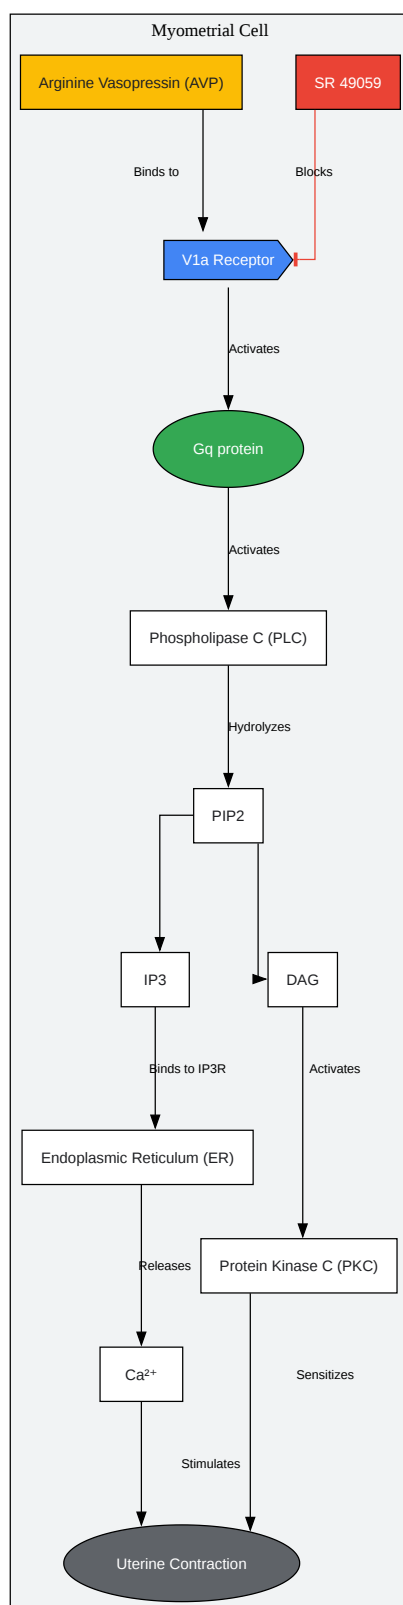 Myometrial Cell
Arginine Vasopressin (AVP)
SR 49059
Binds to
Blocks
V1a Receptor
Activates
Gq protein
Activates
Phospholipase C (PLC)
Hydrolyzes
PIP2
IP3
DAG
Binds to IP3R
Activates
Endoplasmic Reticulum (ER)
Releases
Protein Kinase C (PKC)
Ca²⁺
Sensitizes
Stimulates
Uterine Contraction